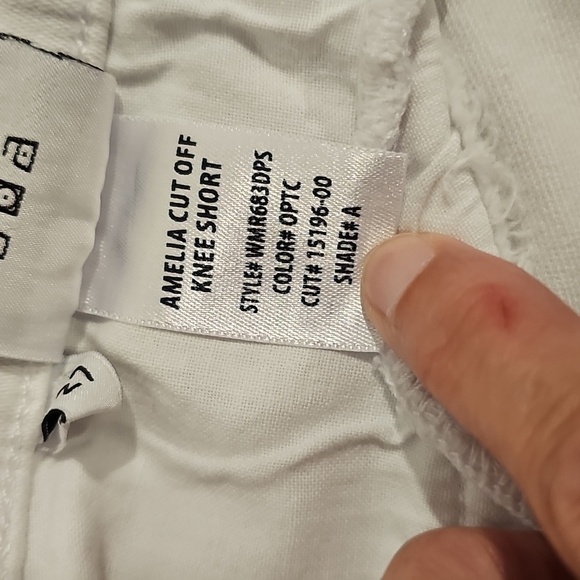 AMELIA CUT OFF
KNEE SHORT
STYLE# WMR683DPS
COLOR# OPTC
CUT# 15196-00
SHADE# A